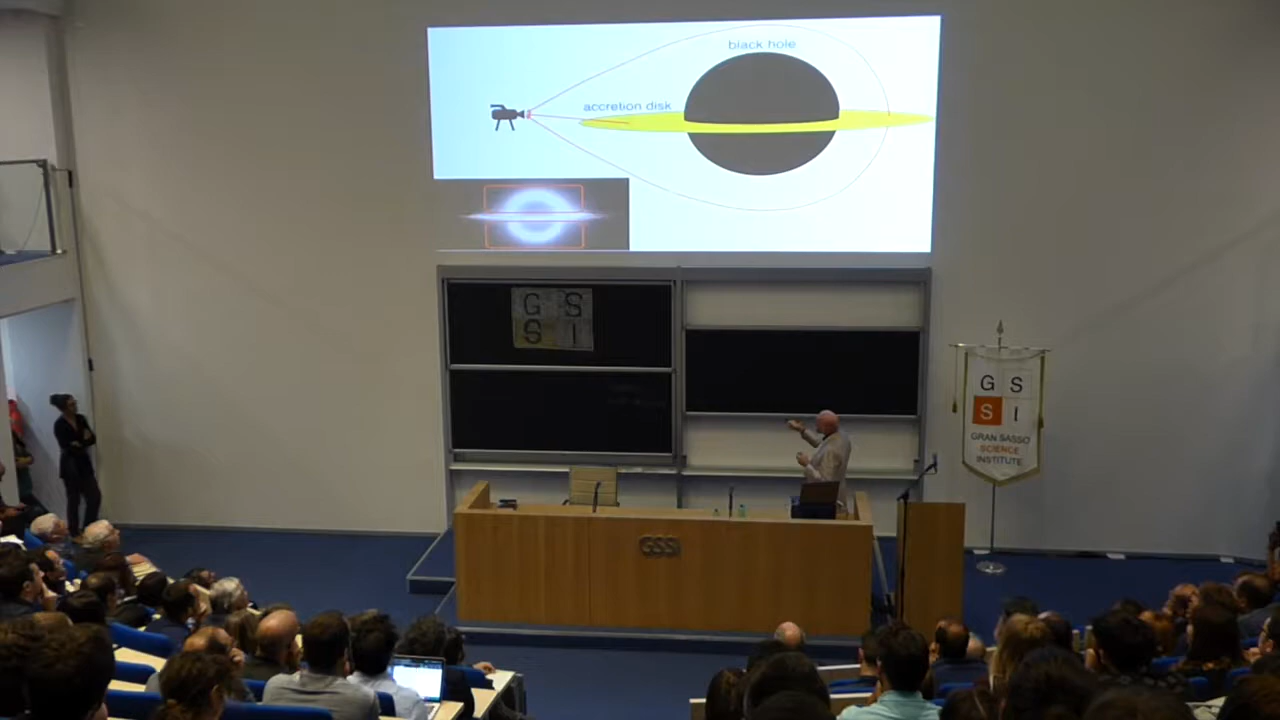 black hole
accretion disk
G S
S I
G S
S I
GRAN SASSO
SCIENCE
INSTITUTE
GSSI